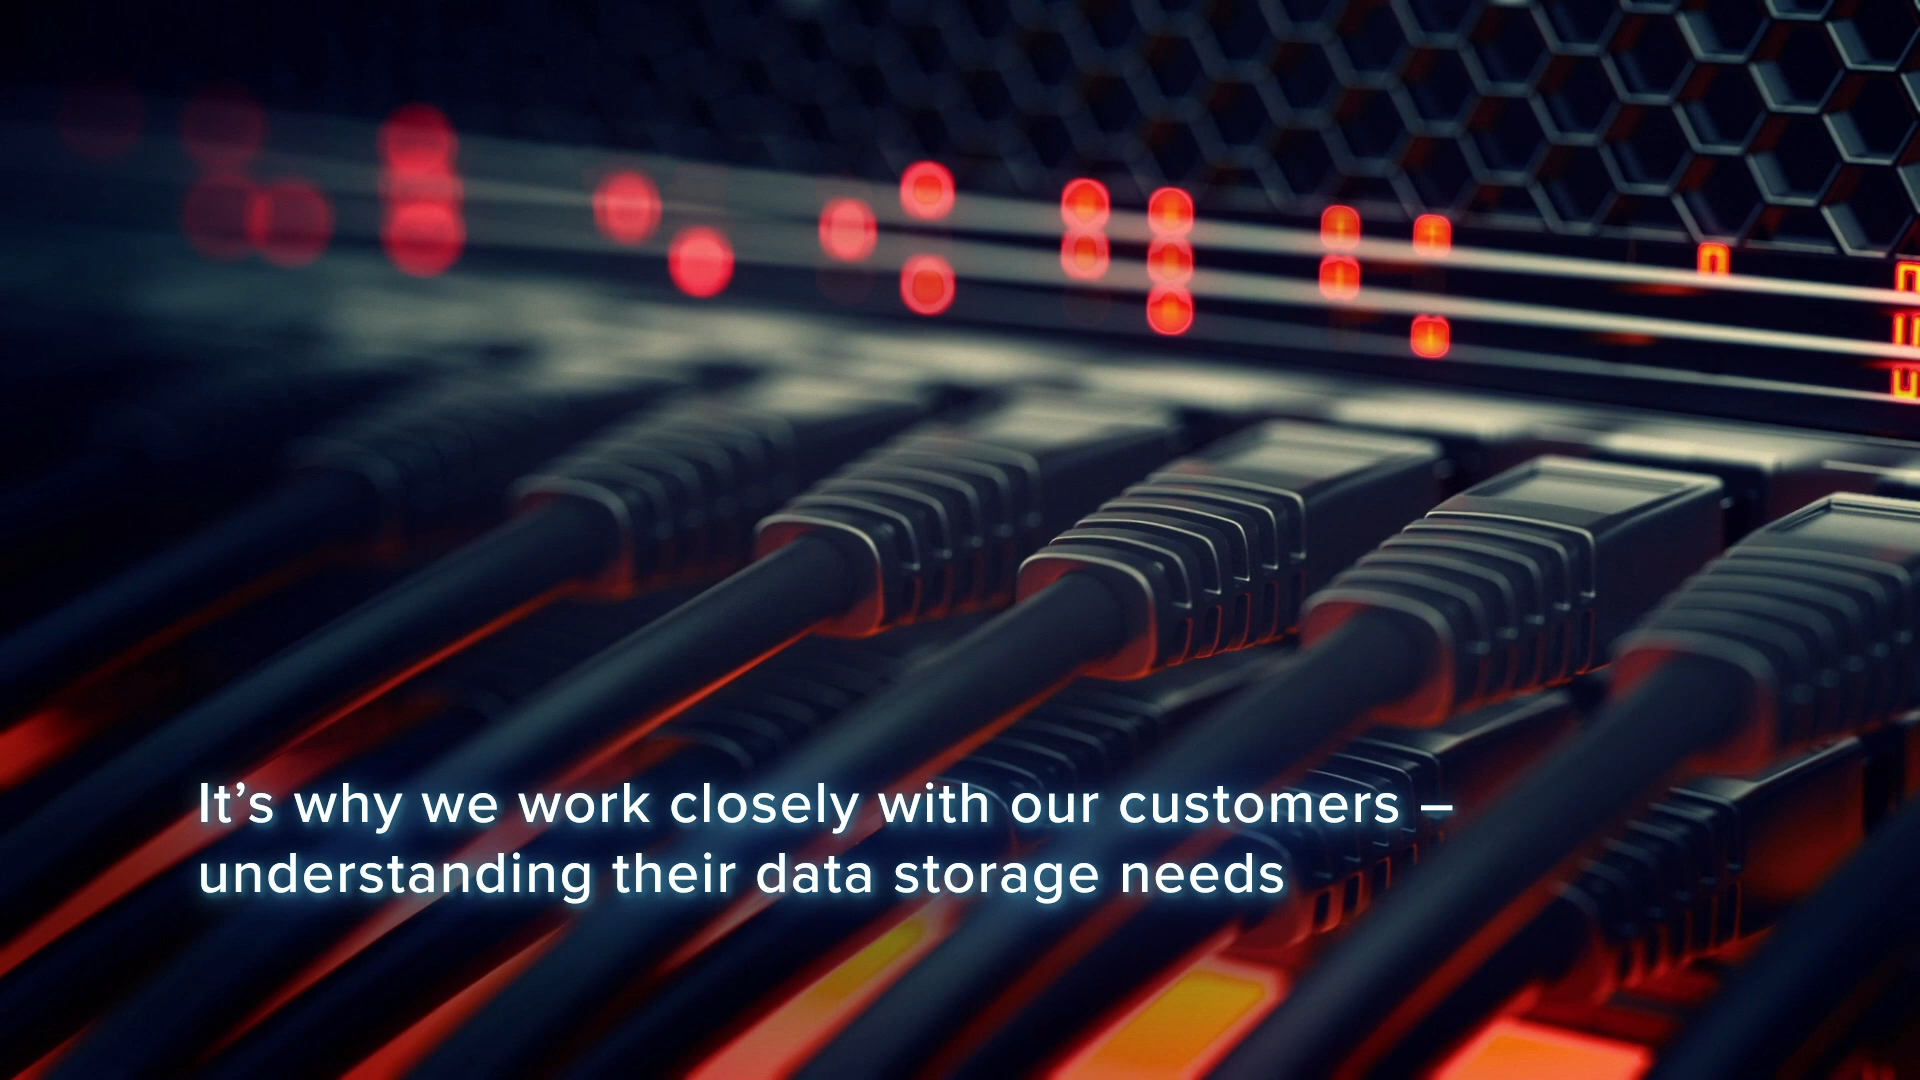 It’s why we work closely with our customers –
understanding their data storage needs